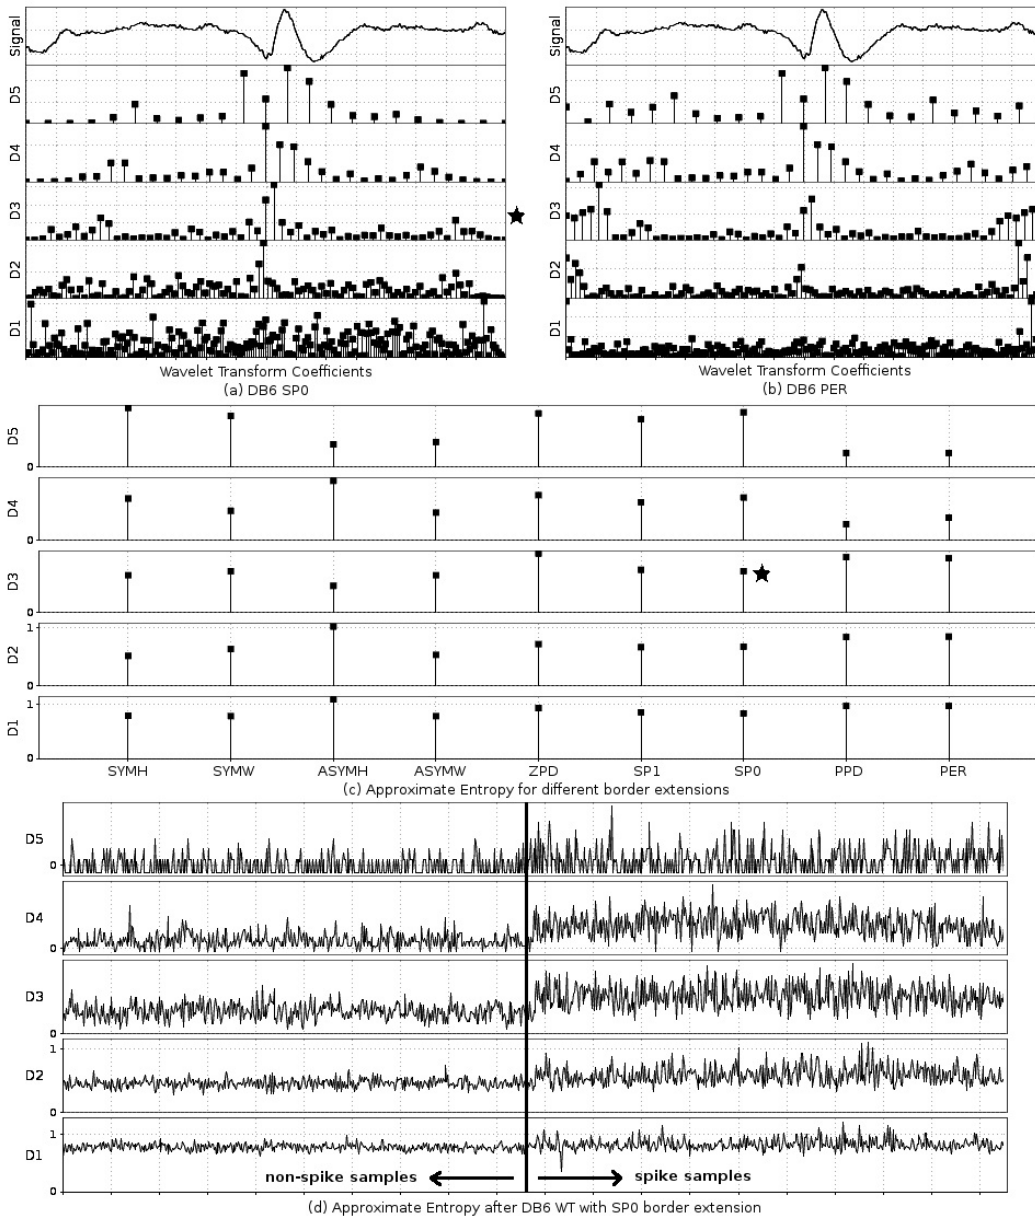 Signal
D5
D4
D3
D2
D1
Wavelet Transform Coefficients
(a) DB6 SP0
Signal
D5
D4
D3
D2
D1
Wavelet Transform Coefficients
(b) DB6 PER
D5
0
D4
0
D3
0
1
D2
0
1
D1
0
SYMH SYMW ASYMH ASYMW ZPD SP1 SP0 PPD PER
(c) Approximate Entropy for different border extensions
D5
0
D4
0
D3
0
1
D2
0
1
D1
0
non-spike samples
spike samples
(d) Approximate Entropy after DB6 WT with SP0 border extension